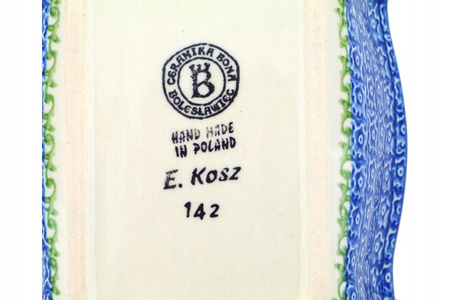 CERAMIKA BONA
B
BOLESŁAWIEC
HAND MADE
IN POLAND
E. KOSZ
142